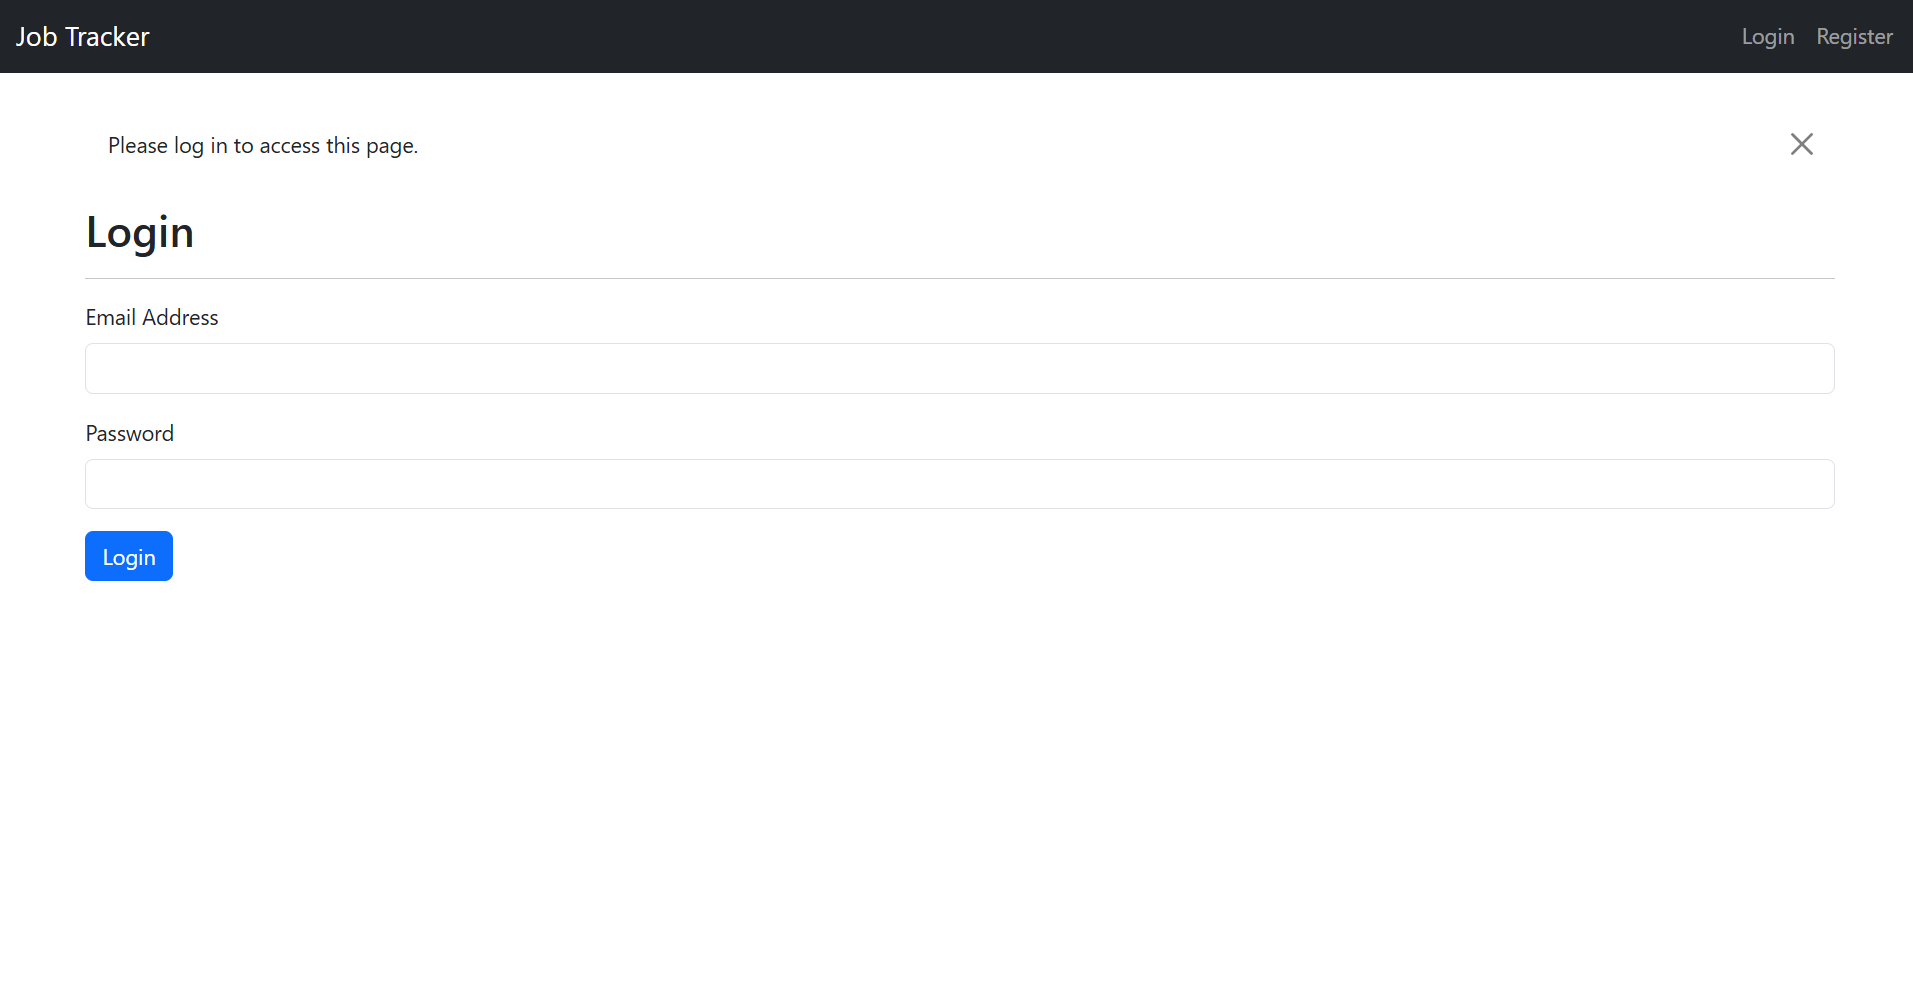 Job Tracker Login Register
Please log in to access this page.
Login
Email Address
Password
Login